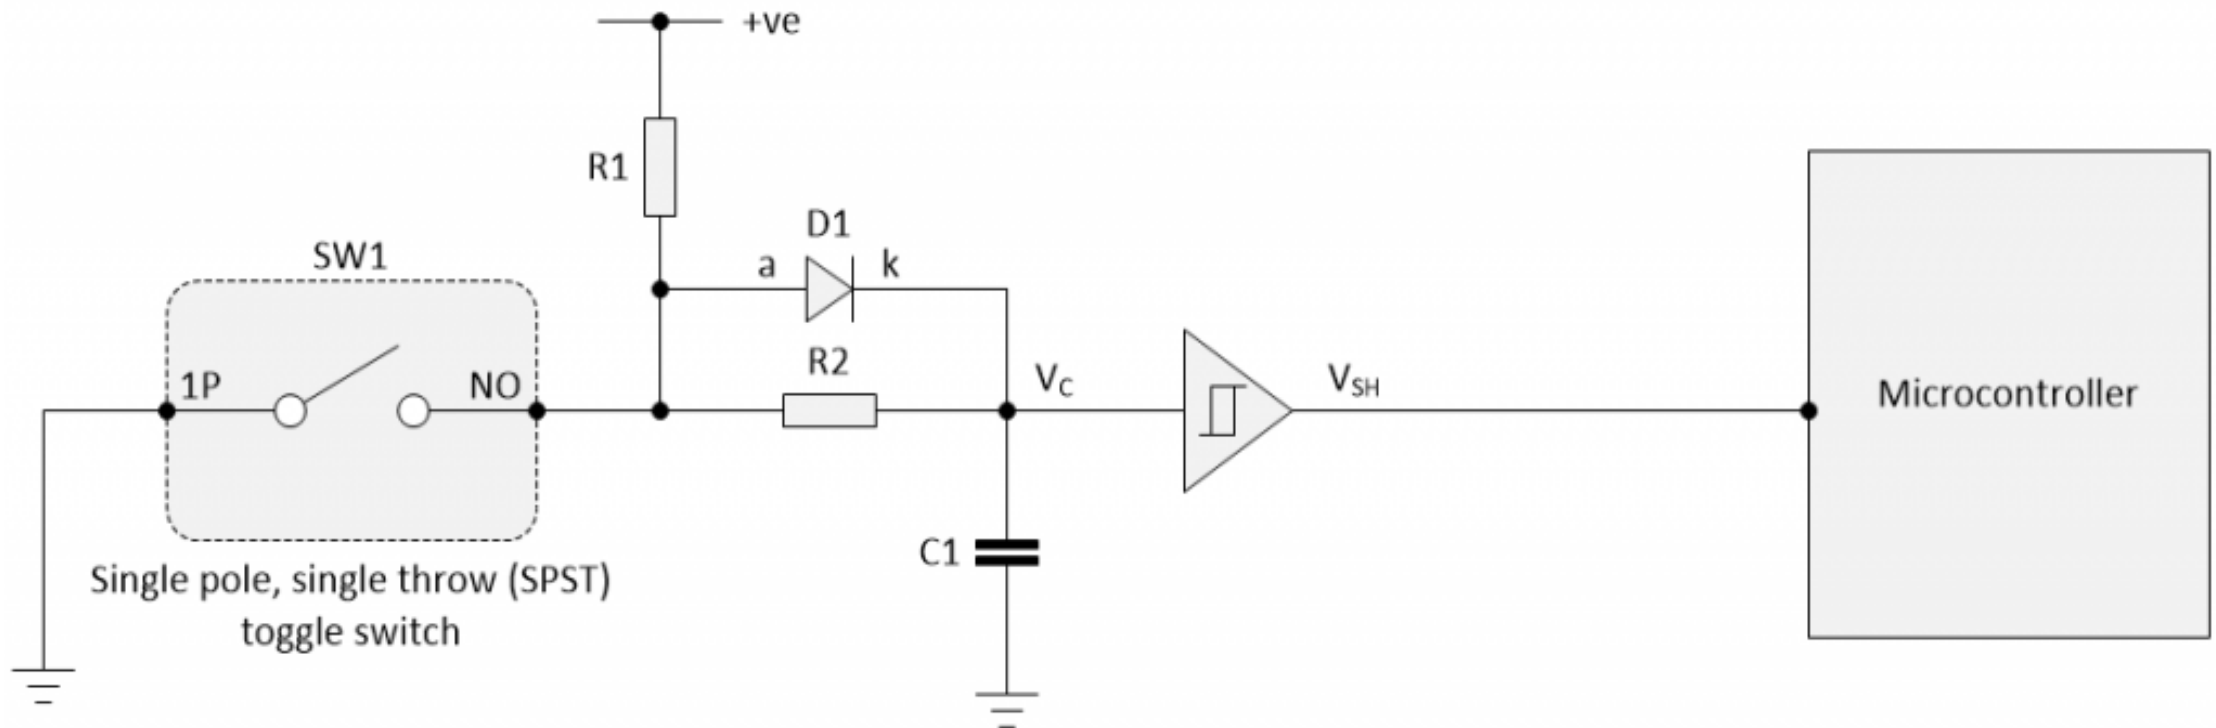 +ve
R1
D1
a
k
SW1
1P
NO
R2
VC
VSH
Microcontroller
C1
Single pole, single throw (SPST)
toggle switch